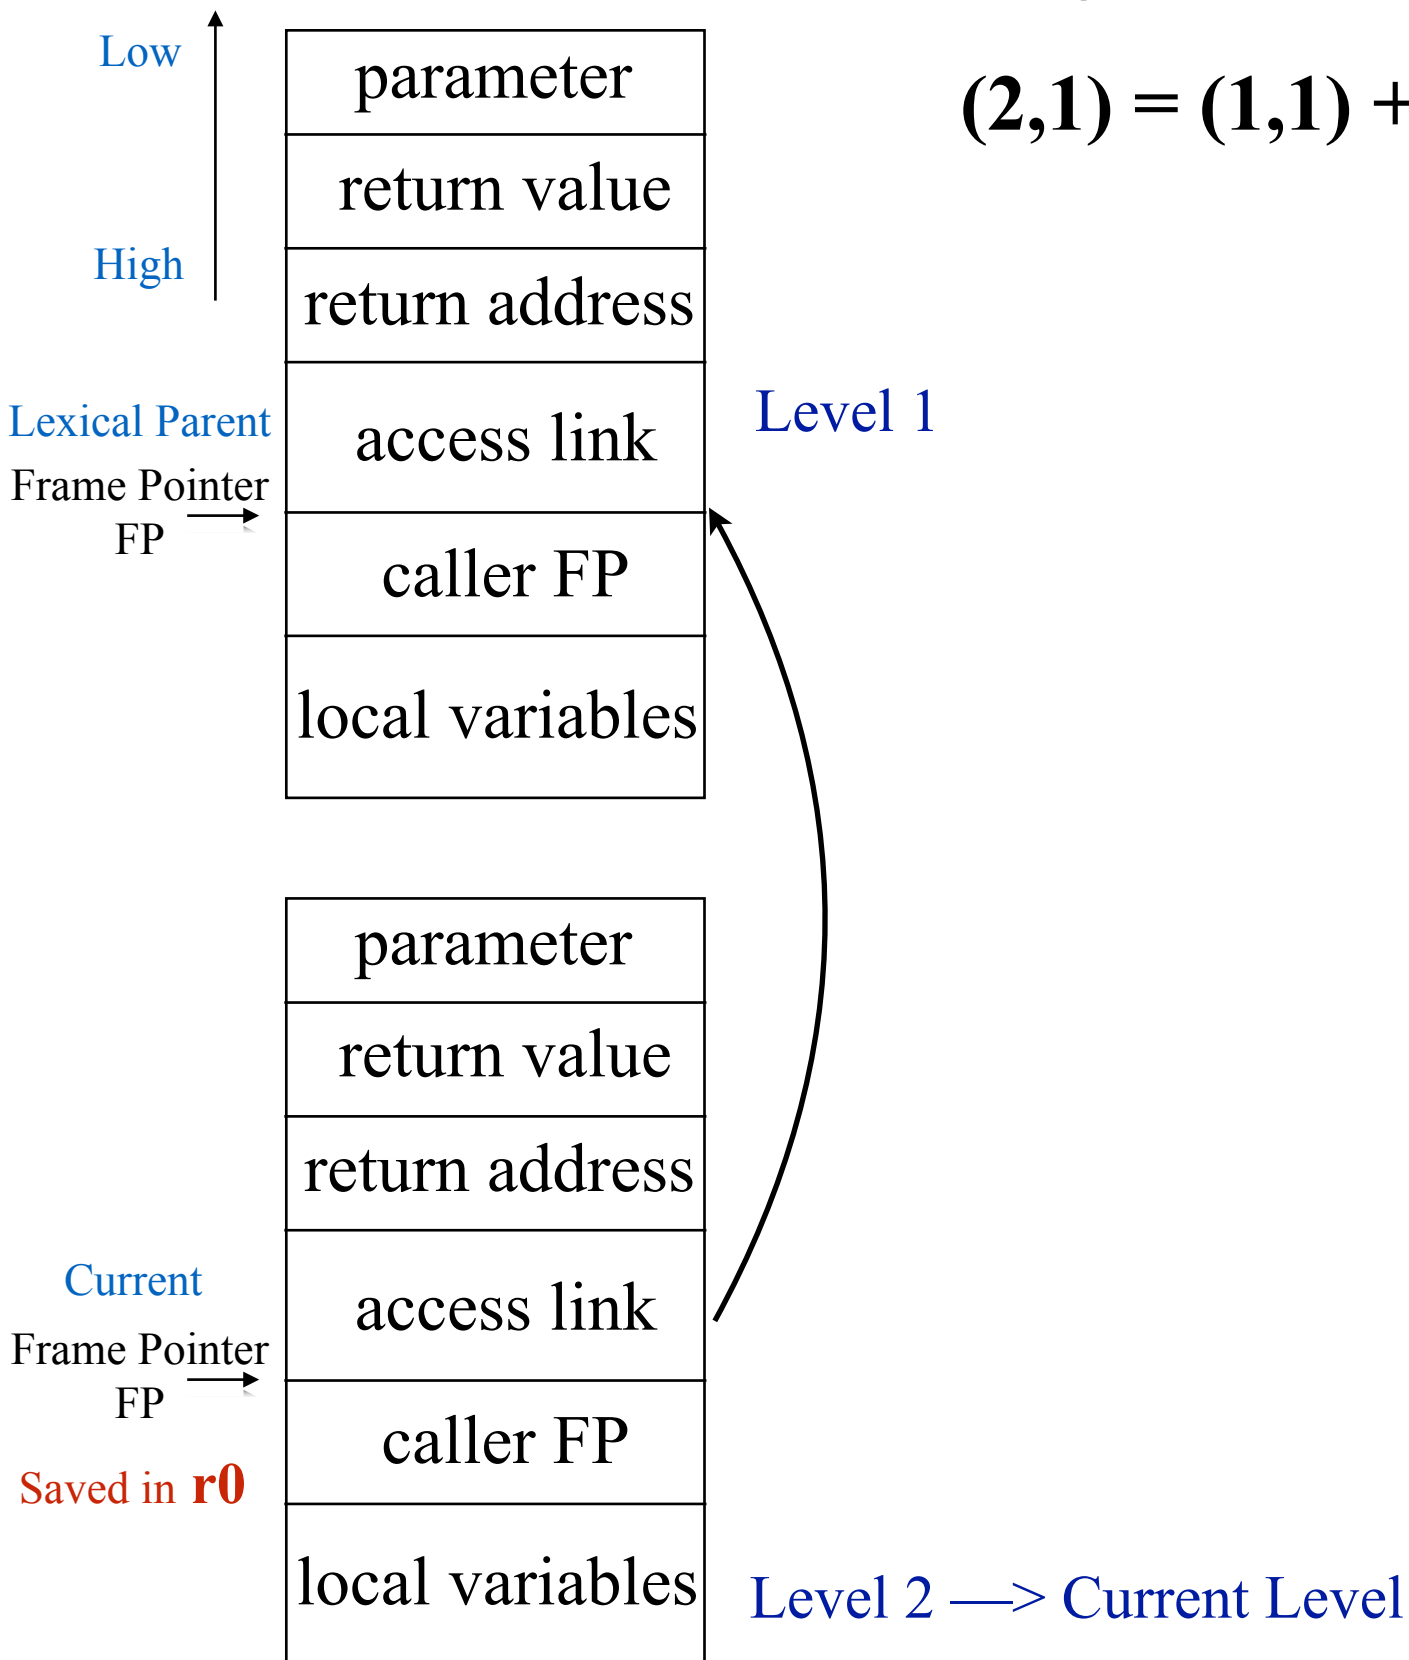 Low
High
parameter
return value
return address
access link
caller FP
local variables
Lexical Parent
Frame Pointer
FP
(2,1) = (1,1) +
Level 1
parameter
return value
return address
access link
caller FP
local variables
Current
Frame Pointer
FP
Saved in r0
Level 2 —> Current Level